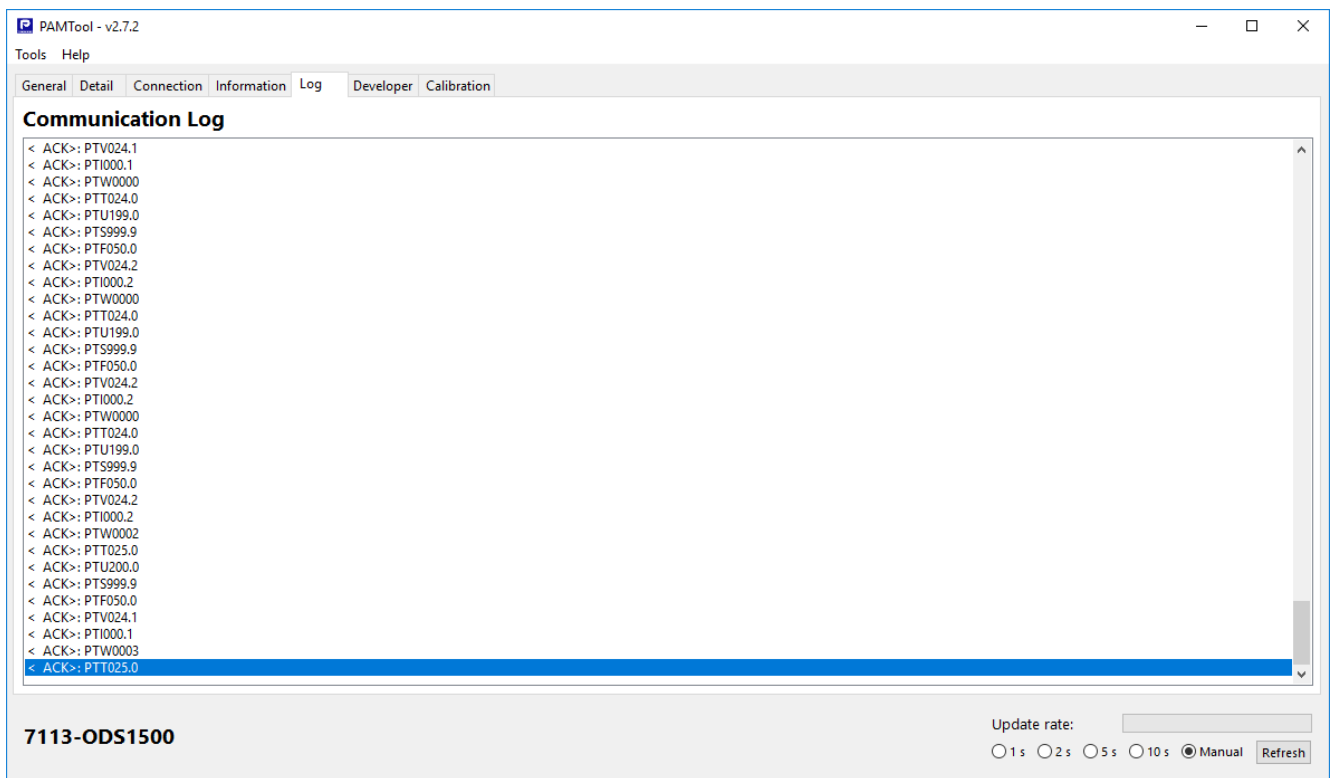 PAMTool - v2.7.2
Tools Help
General Detail Connection Information Log Developer Calibration
Communication Log
< ACK>: PTV024.1
< ACK>: PTI000.1
< ACK>: PTW0000
< ACK>: PTT024.0
< ACK>: PTU199.0
< ACK>: PTS999.9
< ACK>: PTF050.0
< ACK>: PTV024.2
< ACK>: PTI000.2
< ACK>: PTW0000
< ACK>: PTT024.0
< ACK>: PTU199.0
< ACK>: PTS999.9
< ACK>: PTF050.0
< ACK>: PTV024.2
< ACK>: PTI000.2
< ACK>: PTW0000
< ACK>: PTT024.0
< ACK>: PTU199.0
< ACK>: PTS999.9
< ACK>: PTF050.0
< ACK>: PTV024.2
< ACK>: PTI000.2
< ACK>: PTW0002
< ACK>: PTT025.0
< ACK>: PTU200.0
< ACK>: PTS999.9
< ACK>: PTF050.0
< ACK>: PTV024.1
< ACK>: PTI000.1
< ACK>: PTW0003
< ACK>: PTT025.0
7113-ODS1500
Update rate:
1 s 2 s 5 s 10 s Manual Refresh